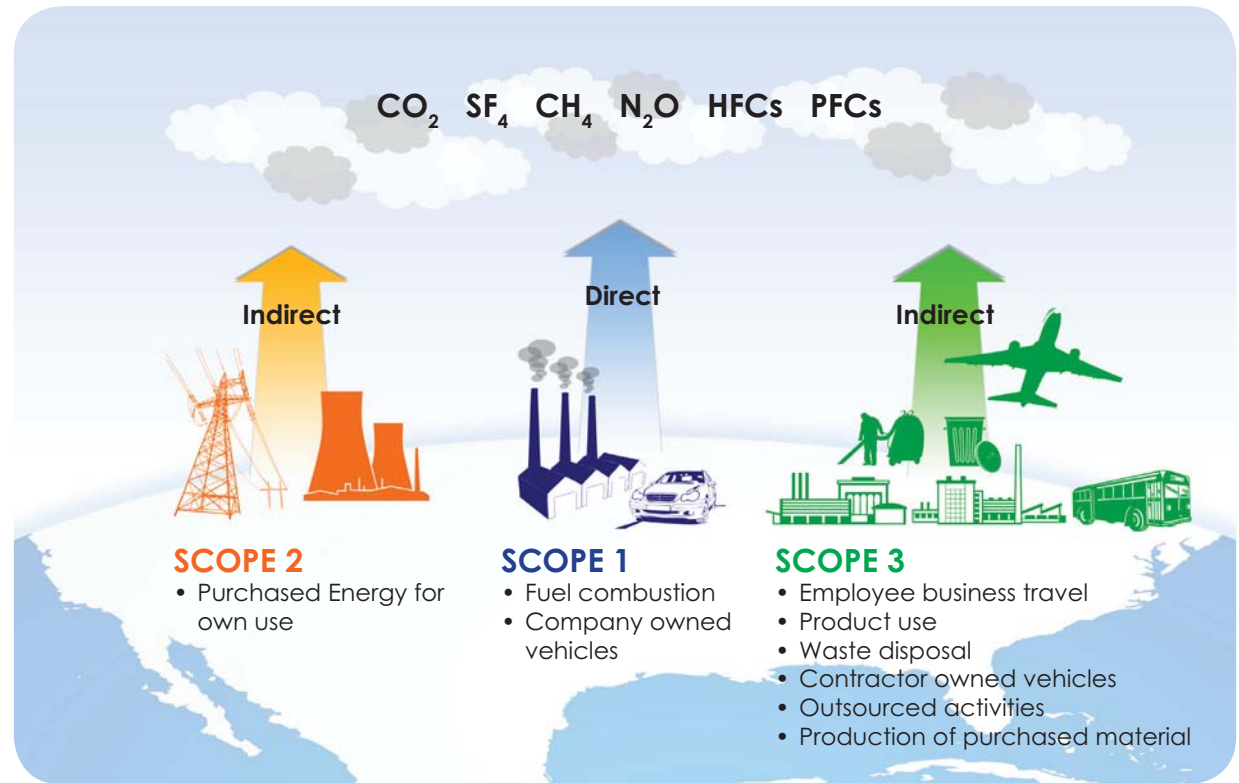 CO₂ SF₄ CH₄ N₂O HFCs PFCs
Indirect
Direct
Indirect
SCOPE 2
• Purchased Energy for
own use
SCOPE 1
• Fuel combustion
• Company owned
vehicles
SCOPE 3
• Employee business travel
• Product use
• Waste disposal
• Contractor owned vehicles
• Outsourced activities
• Production of purchased material